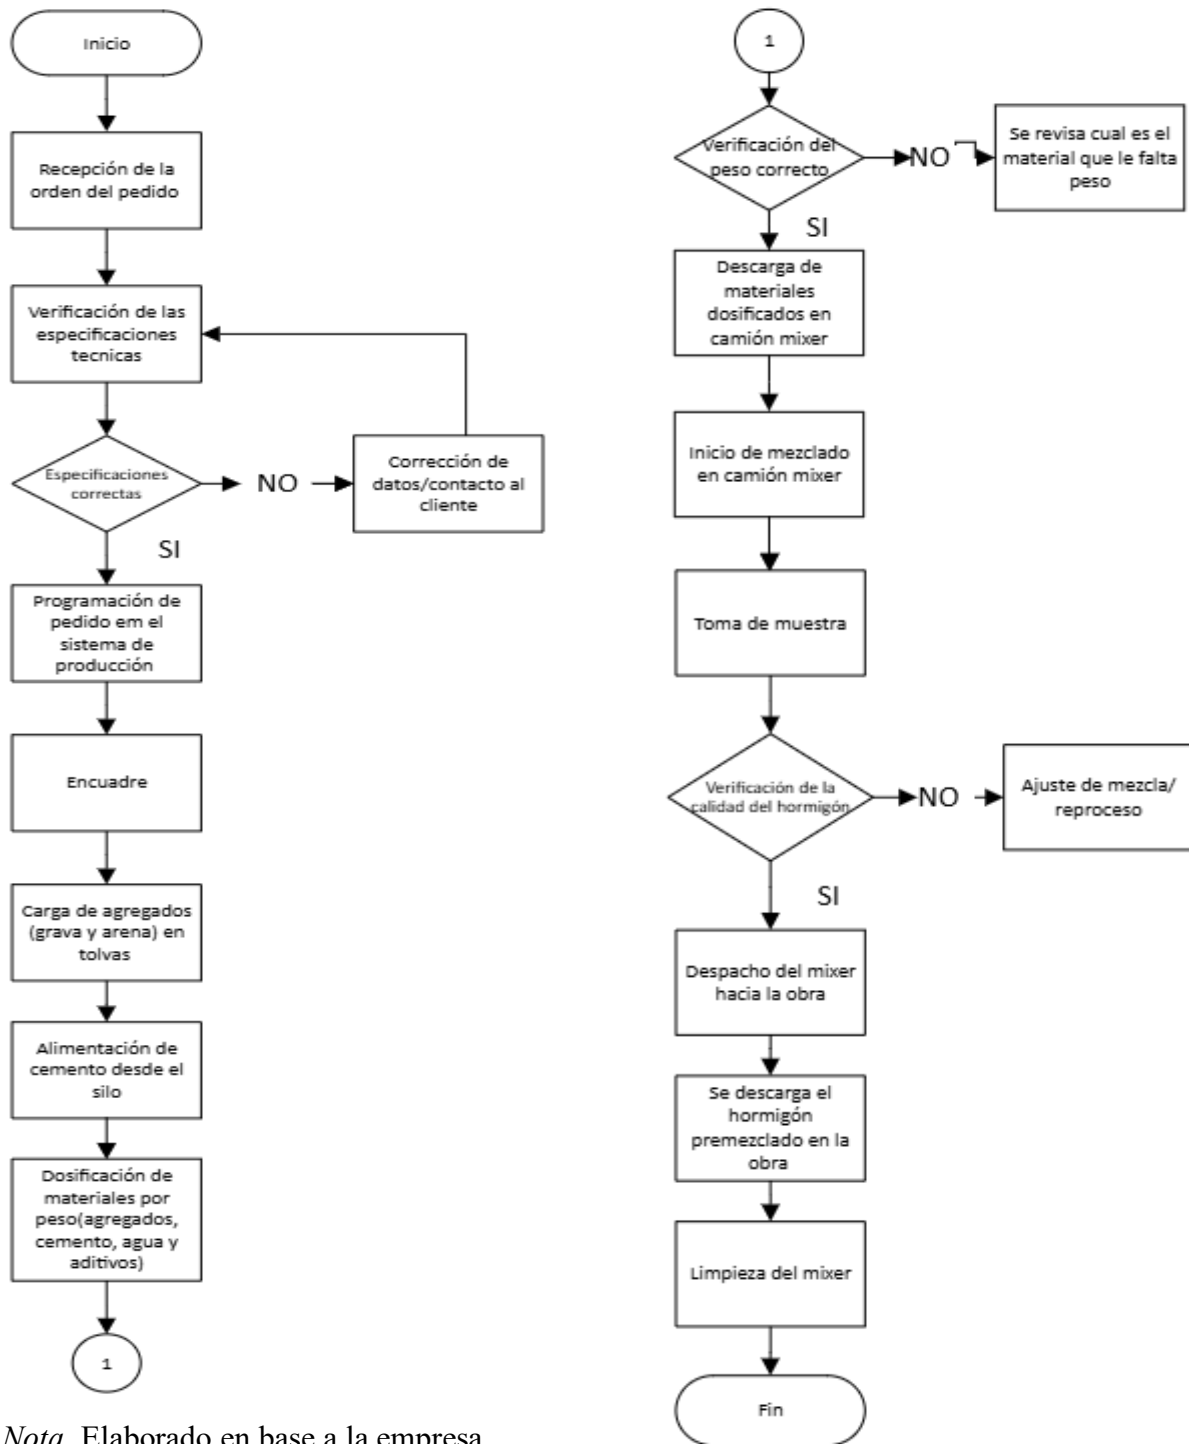 Inicio
Recepción de la
orden del pedido
Verificación de las
especificaciones
tecnicas
Especificaciones
correctas
NO
Corrección de
datos/contacto al
cliente
SI
Programación de
pedido em el
sistema de
producción
Encuadre
Carga de agregados
(grava y arena) en
tolvas
Alimentación de
cemento desde el
silo
Dosificación de
materiales por
peso(agregados,
cemento, agua y
aditivos)
1
1
Verificación del
peso correcto
NO
Se revisa cual es el
material que le falta
peso
SI
Descarga de
materiales
dosificados en
camión mixer
Inicio de mezclado
en camión mixer
Toma de muestra
Verificación de la
calidad del hormigón
NO
Ajuste de mezcla/
reproceso
SI
Despacho del mixer
hacia la obra
Se descarga el
hormigón
premezclado en la
obra
Limpieza del mixer
Fin
Nota. Elaborado en base a la empresa